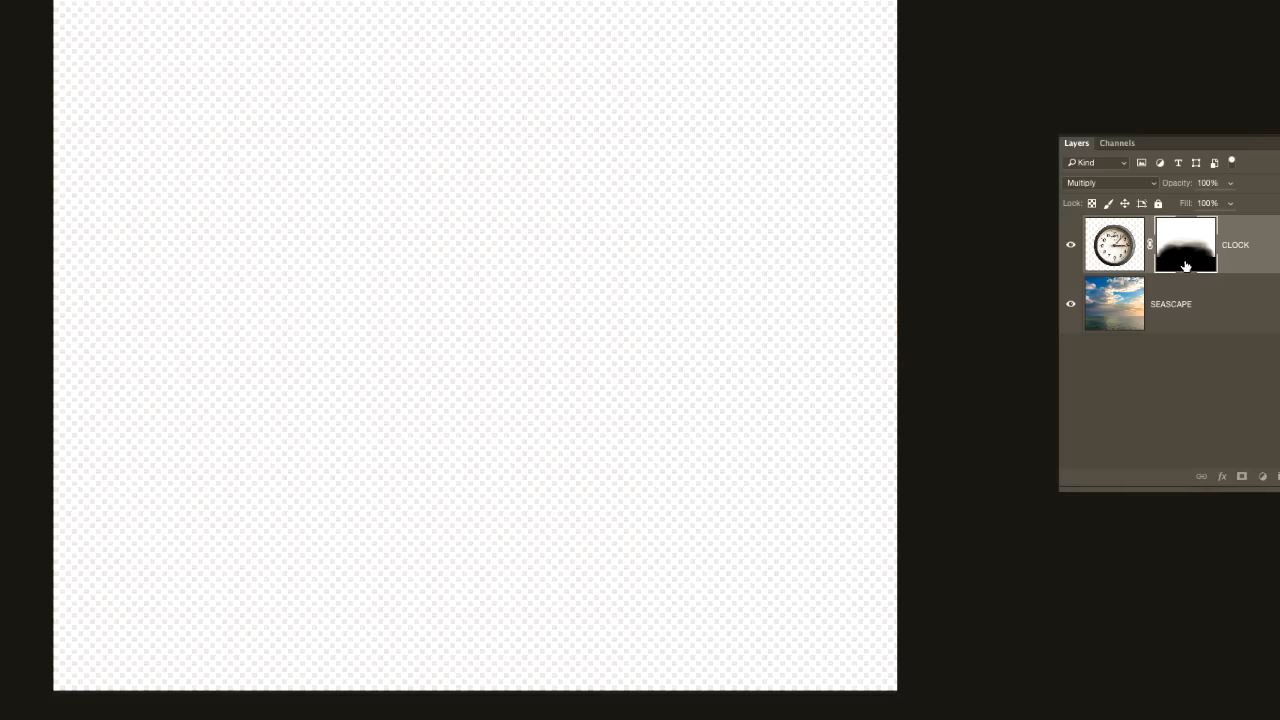 Layers Channels
Kind
Multiply Opacity: 100%
Lock: Fill: 100%
CLOCK
SEASCAPE
fx